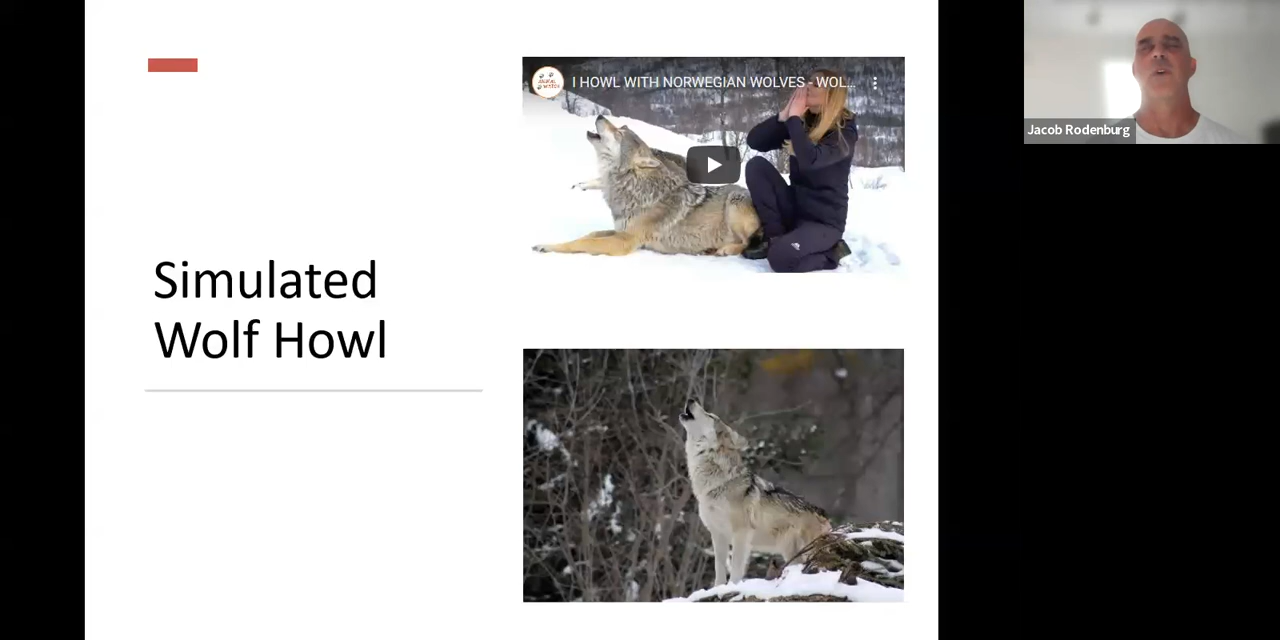 Simulated
Wolf Howl
I HOWL WITH NORWEGIAN WOLVES - WOL...
Jacob Rodenburg